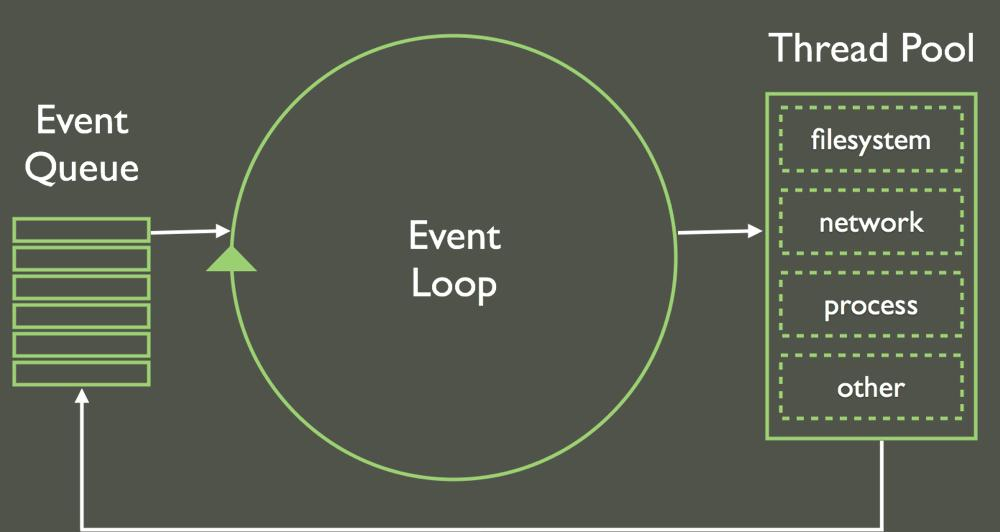 Event
Queue
Event
Loop
Thread Pool
filesystem
network
process
other